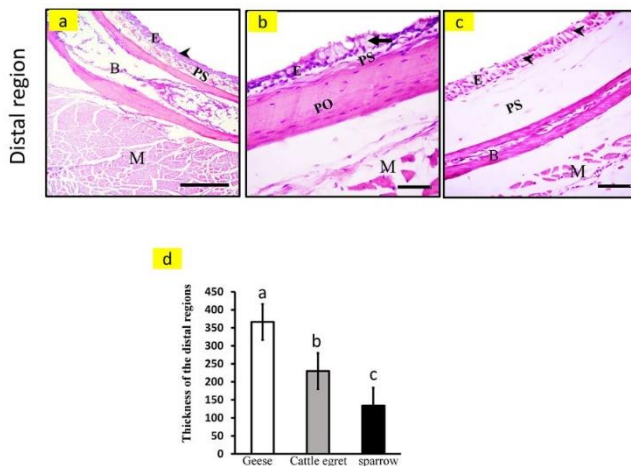 Distal region
a
E
PS
B
M
b
E
PS
PO
M
c
E
PS
B
M
d
Thickness of the distal regions
450
400
350
300
250
200
150
100
50
0
a
b
c
Geese
Cattle egret
sparrow